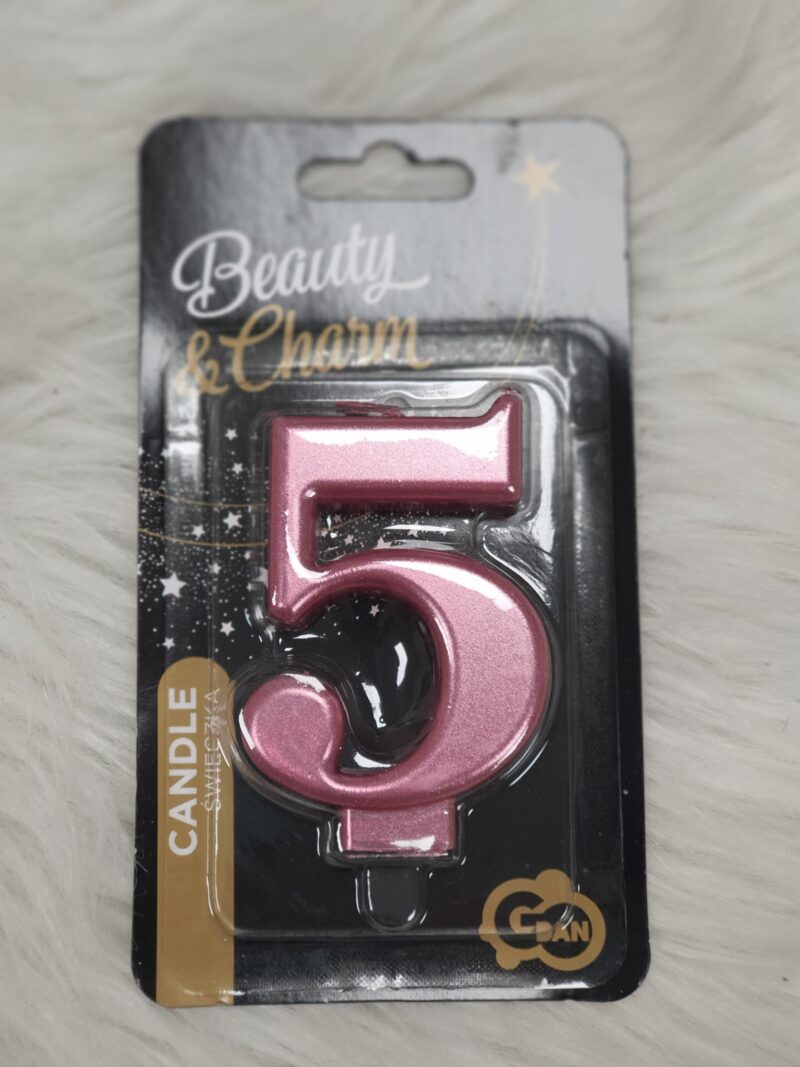 Beauty
& Charm
5
CANDLE
ŚWIECZKA
GDAN